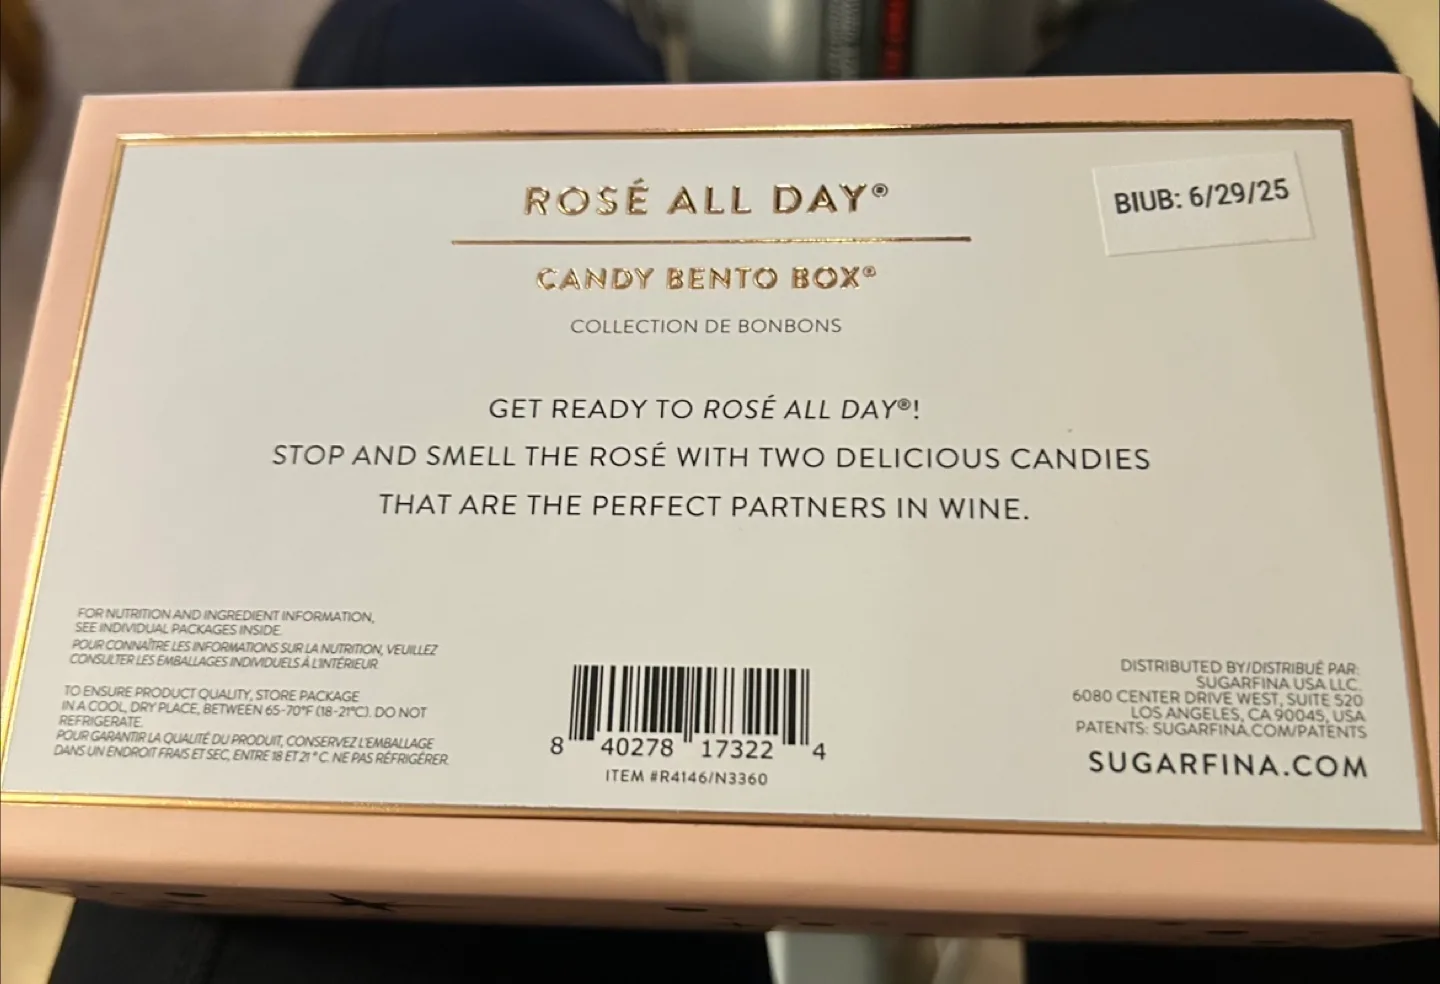 ROSÉ ALL DAY®
BIUB: 6/29/25
CANDY BENTO BOX®
COLLECTION DE BONBONS
GET READY TO ROSÉ ALL DAY®!
STOP AND SMELL THE ROSÉ WITH TWO DELICIOUS CANDIES
THAT ARE THE PERFECT PARTNERS IN WINE.
FOR NUTRITION AND INGREDIENT INFORMATION,
SEE INDIVIDUAL PACKAGES INSIDE.
POUR CONNAÎTRE LES INFORMATIONS SUR LA NUTRITION, VEUILLEZ
CONSULTER LES EMBALLAGES INDIVIDUELS À L'INTÉRIEUR.
TO ENSURE PRODUCT QUALITY, STORE PACKAGE
IN A COOL, DRY PLACE, BETWEEN 65-70°F (18-21°C). DO NOT
REFRIGERATE.
POUR GARANTIR LA QUALITÉ DU PRODUIT, CONSERVEZ L'EMBALLAGE
DANS UN ENDROIT FRAIS ET SEC, ENTRE 18 ET 21 °C. NE PAS RÉFRIGÉRER.
8 40278 17322 4
ITEM #R4146/N3360
DISTRIBUTED BY/DISTRIBUÉ PAR:
SUGARFINA USA LLC.
6080 CENTER DRIVE WEST, SUITE 520
LOS ANGELES, CA 90045, USA
PATENTS: SUGARFINA.COM/PATENTS
SUGARFINA.COM